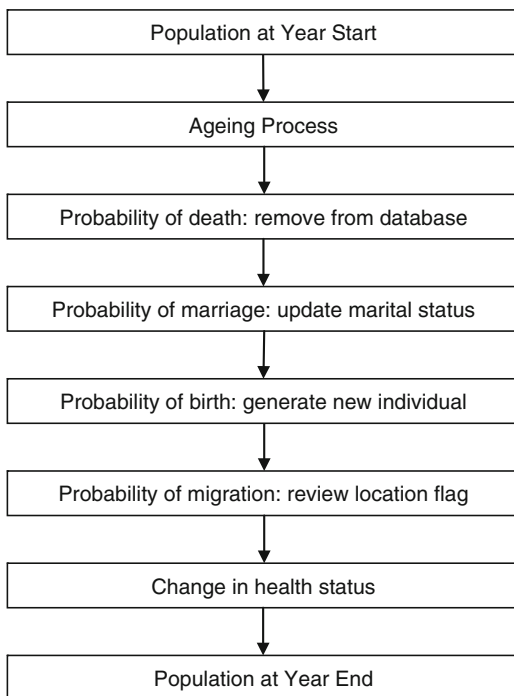 Population at Year Start
Ageing Process
Probability of death: remove from database
Probability of marriage: update marital status
Probability of birth: generate new individual
Probability of migration: review location flag
Change in health status
Population at Year End